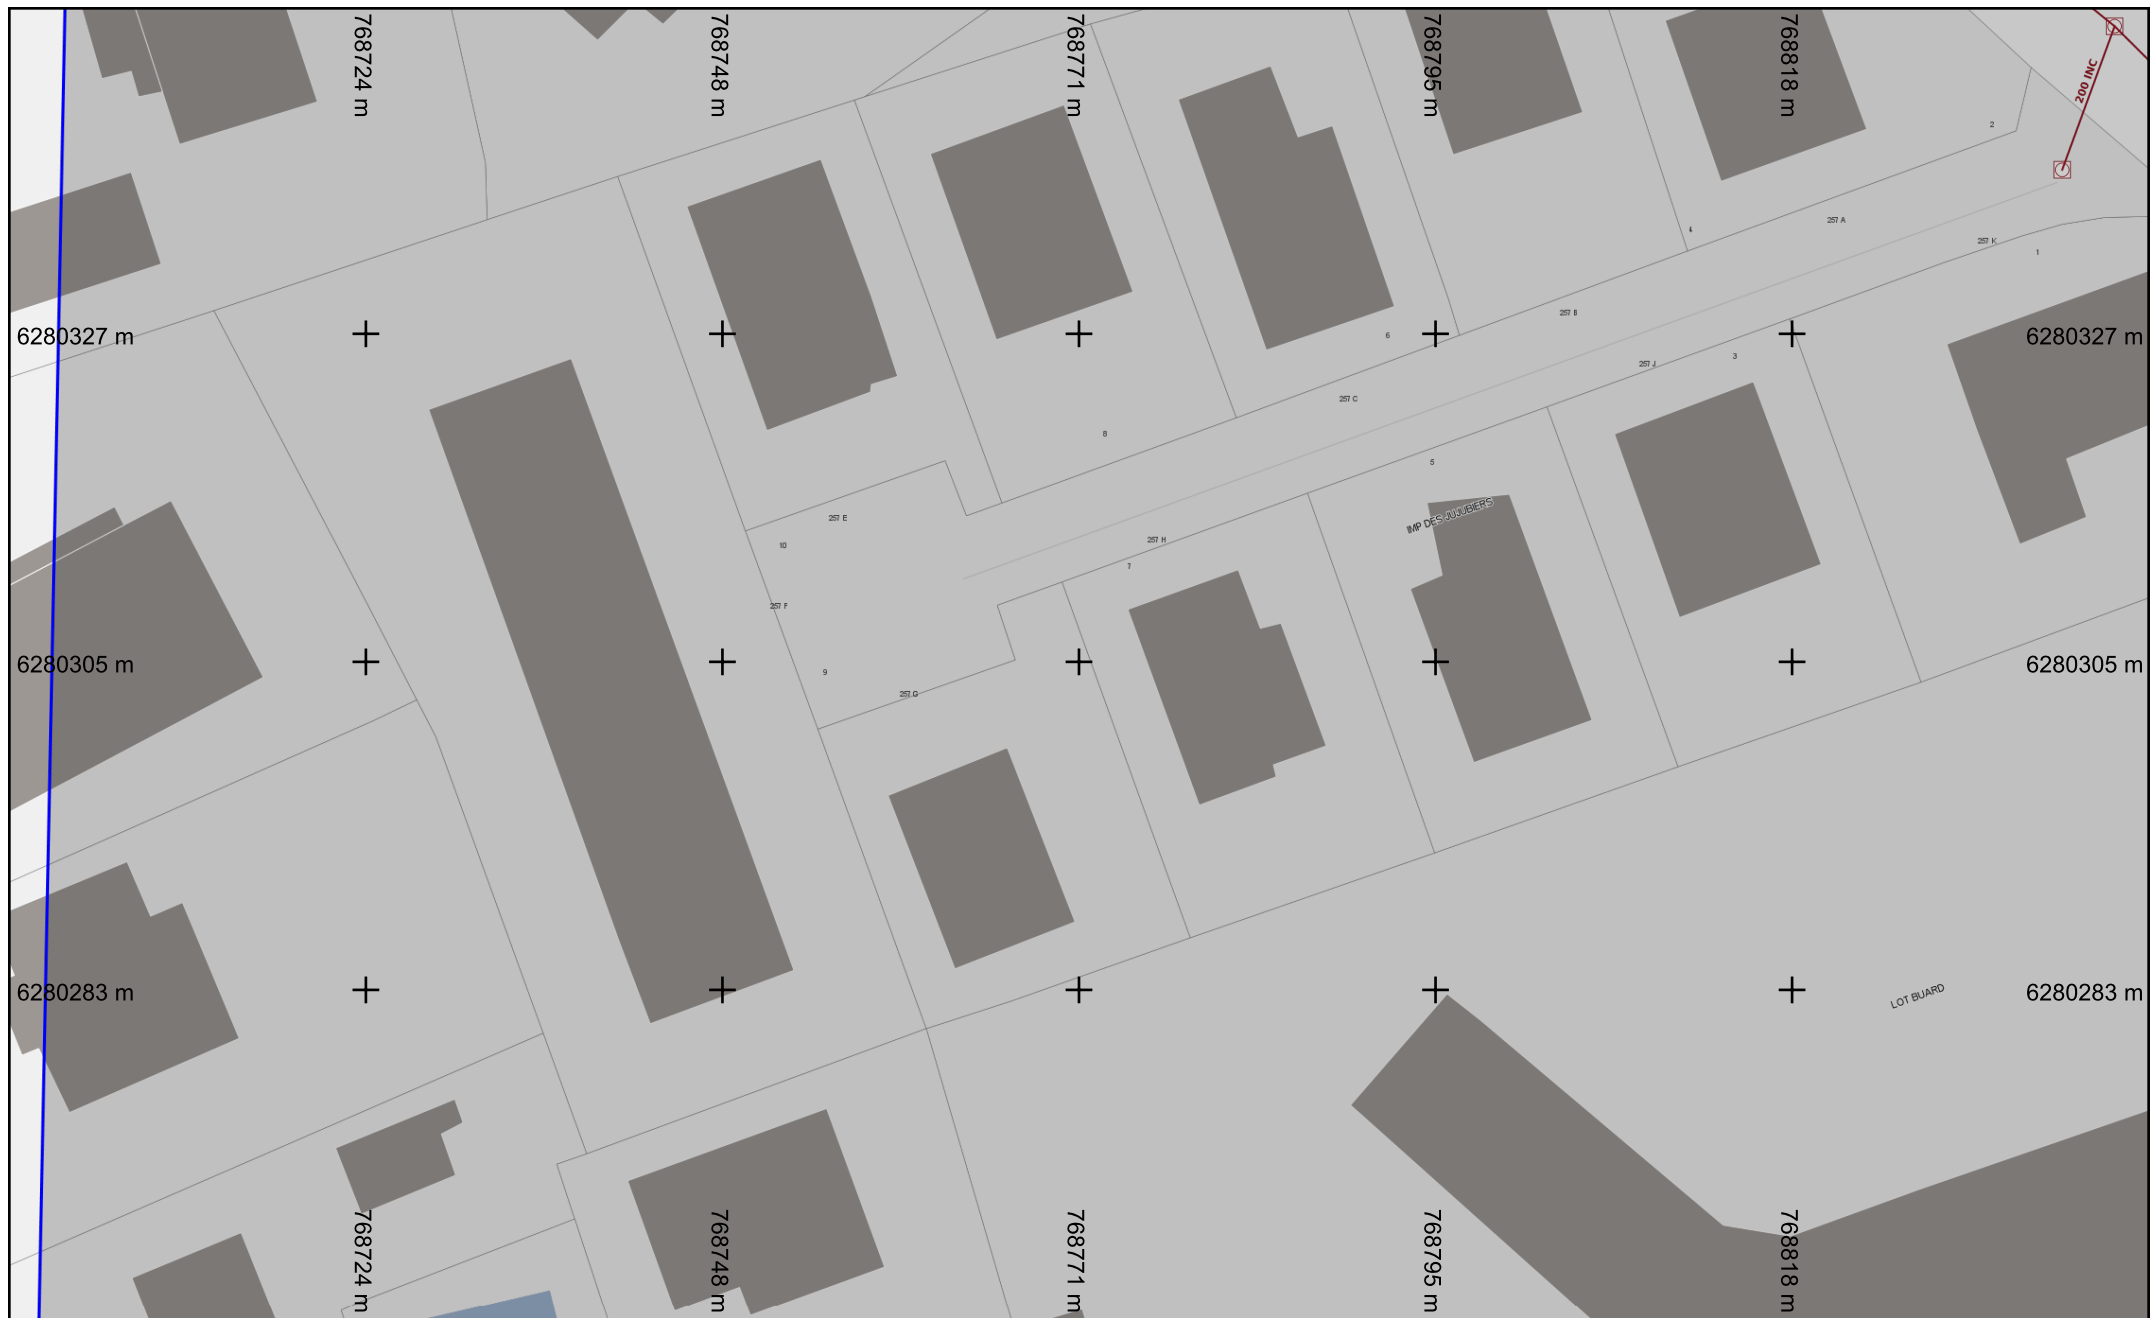 768724 m
768748 m
768771 m
768795 m
768818 m
200 INC
2
257 A
4
257 K
1
257 B
6280327 m
6
6280327 m
3
257 J
257 C
8
5
IMP DES JUJUBIERS
257 E
257 H
10
7
257 F
6280305 m
9
6280305 m
257 G
6280283 m
LOT BUARD
6280283 m
768724 m
768748 m
768771 m
768795 m
768818 m